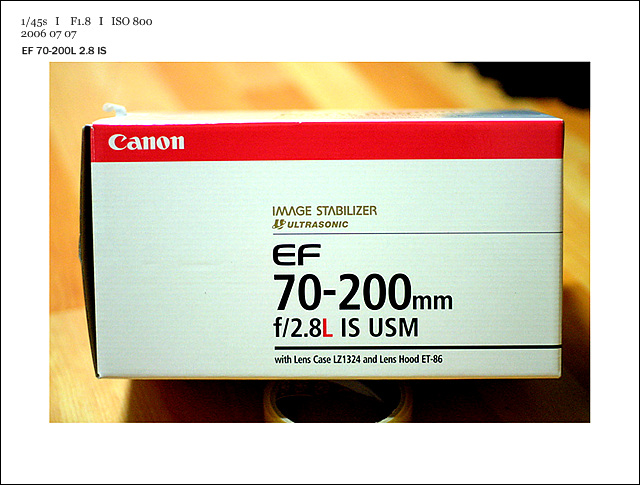 1/45s I F1.8 I ISO 800
2006 07 07
EF 70-200L 2.8 IS
Canon
IMAGE STABILIZER
ULTRASONIC
EF
70-200mm
f/2.8L IS USM
with Lens Case LZ1324 and Lens Hood ET-86